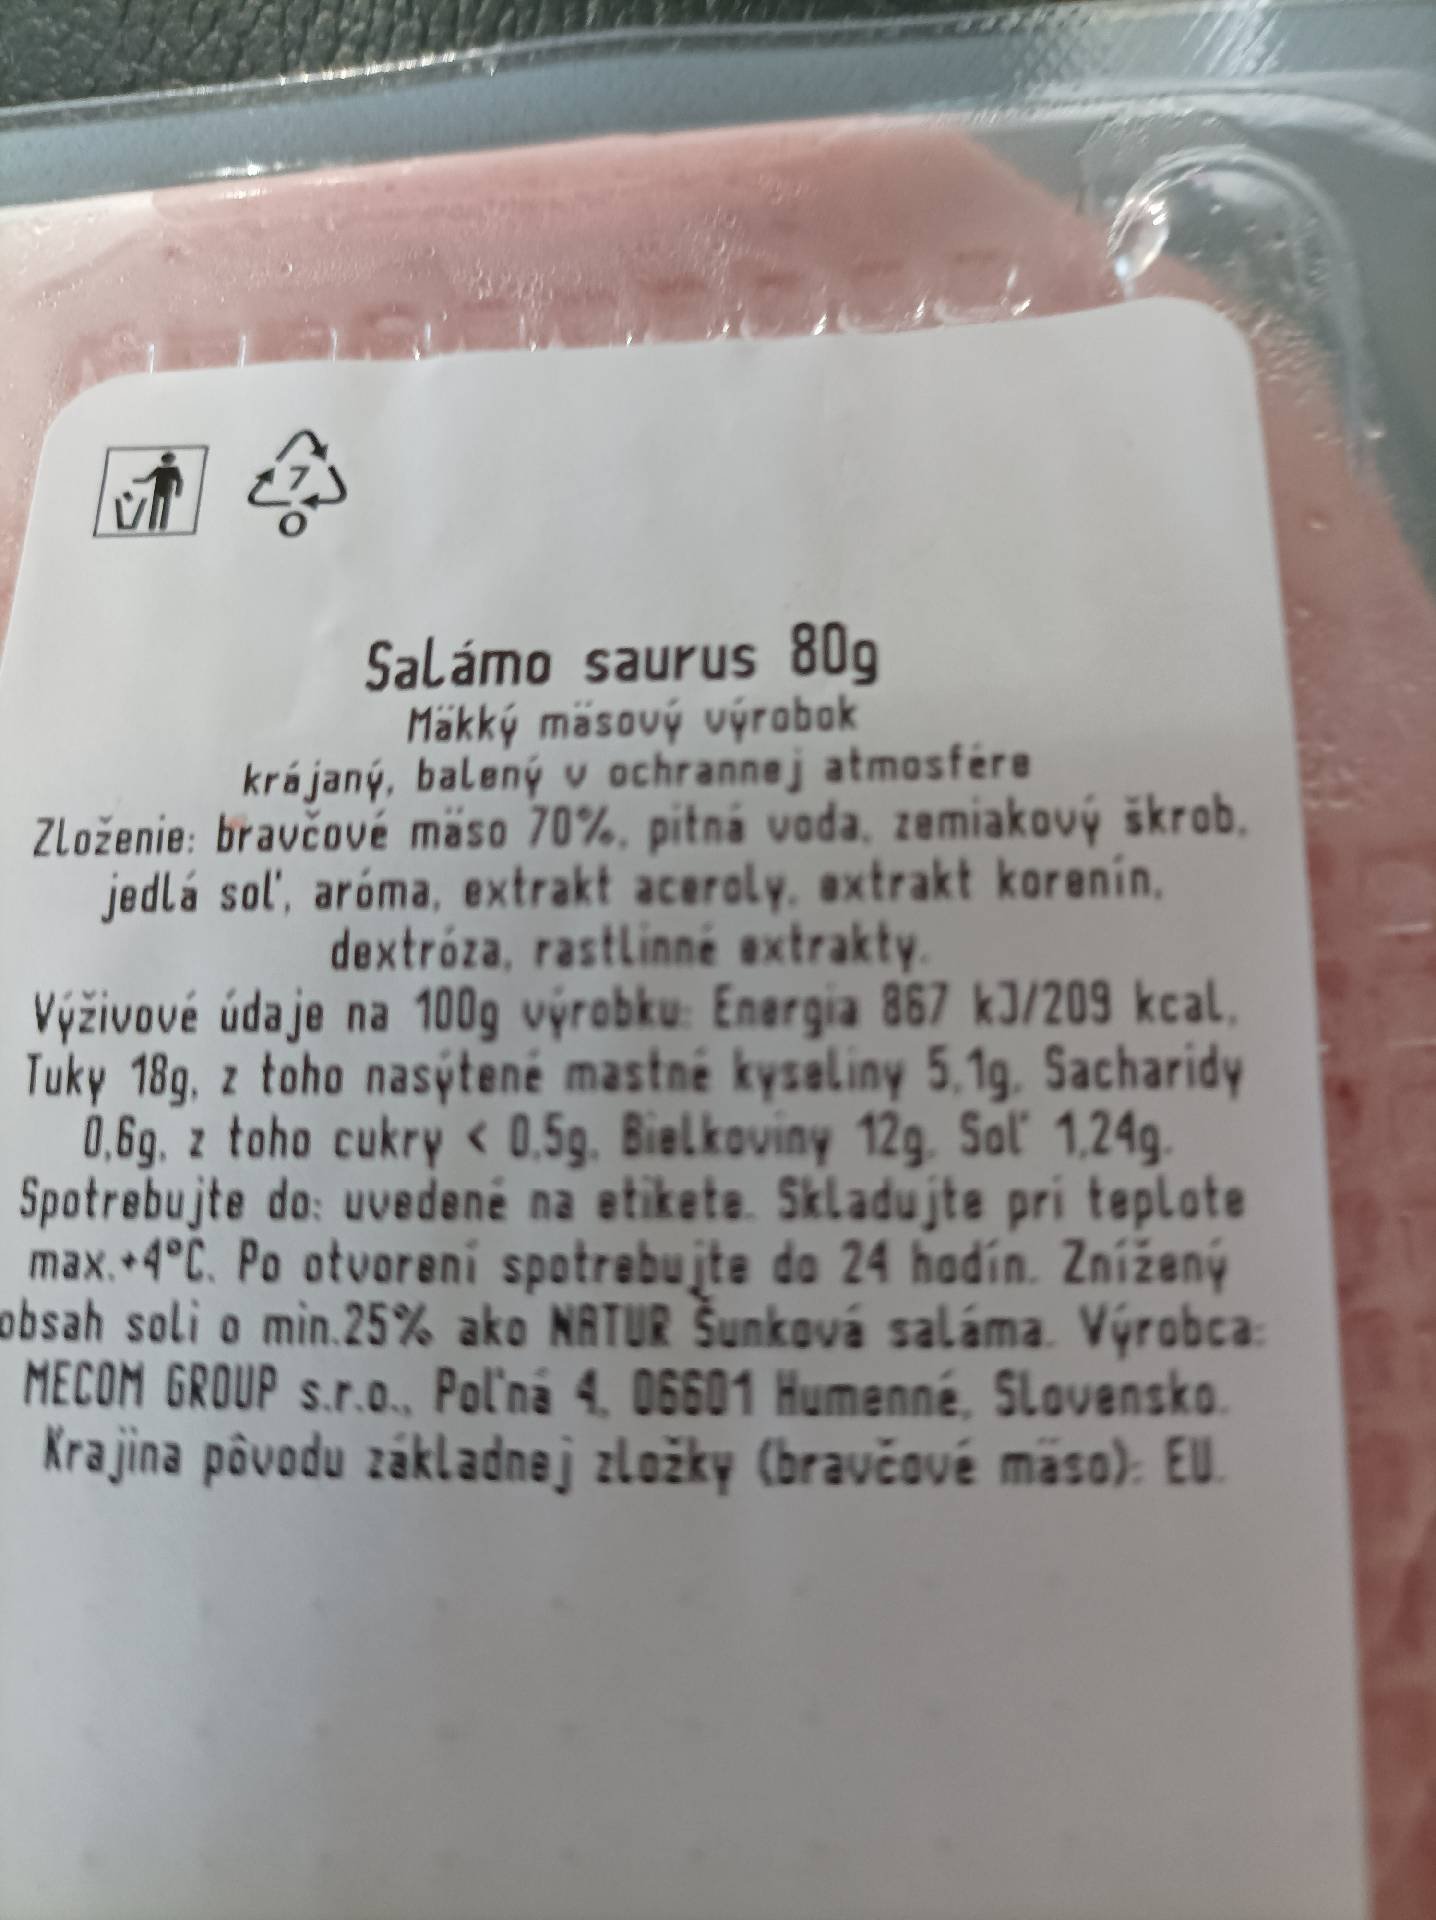 7
O
Salámo saurus 80g
Mäkký mäsový výrobok
krájaný, balený v ochrannej atmosfére
Zloženie: bravčové mäso 70%, pitná voda, zemiakový škrob,
jedlá soľ, aróma, extrakt aceroly, extrakt korenín,
dextróza, rastlinné extrakty.
Výživové údaje na 100g výrobku: Energia 867 kJ/209 kcal,
Tuky 18g, z toho nasýtené mastné kyseliny 5,1g, Sacharidy
0,6g, z toho cukry < 0,5g, Bielkoviny 12g, Soľ 1,24g.
Spotrebujte do: uvedené na etikete. Skladujte pri teplote
max.+4°C. Po otvorení spotrebujte do 24 hodín. Znížený
obsah soli o min.25% ako NATUR Šunková saláma. Výrobca:
MECOM GROUP s.r.o., Poľná 4, 06601 Humenné, Slovensko.
Krajina pôvodu základnej zložky (bravčové mäso): EU.